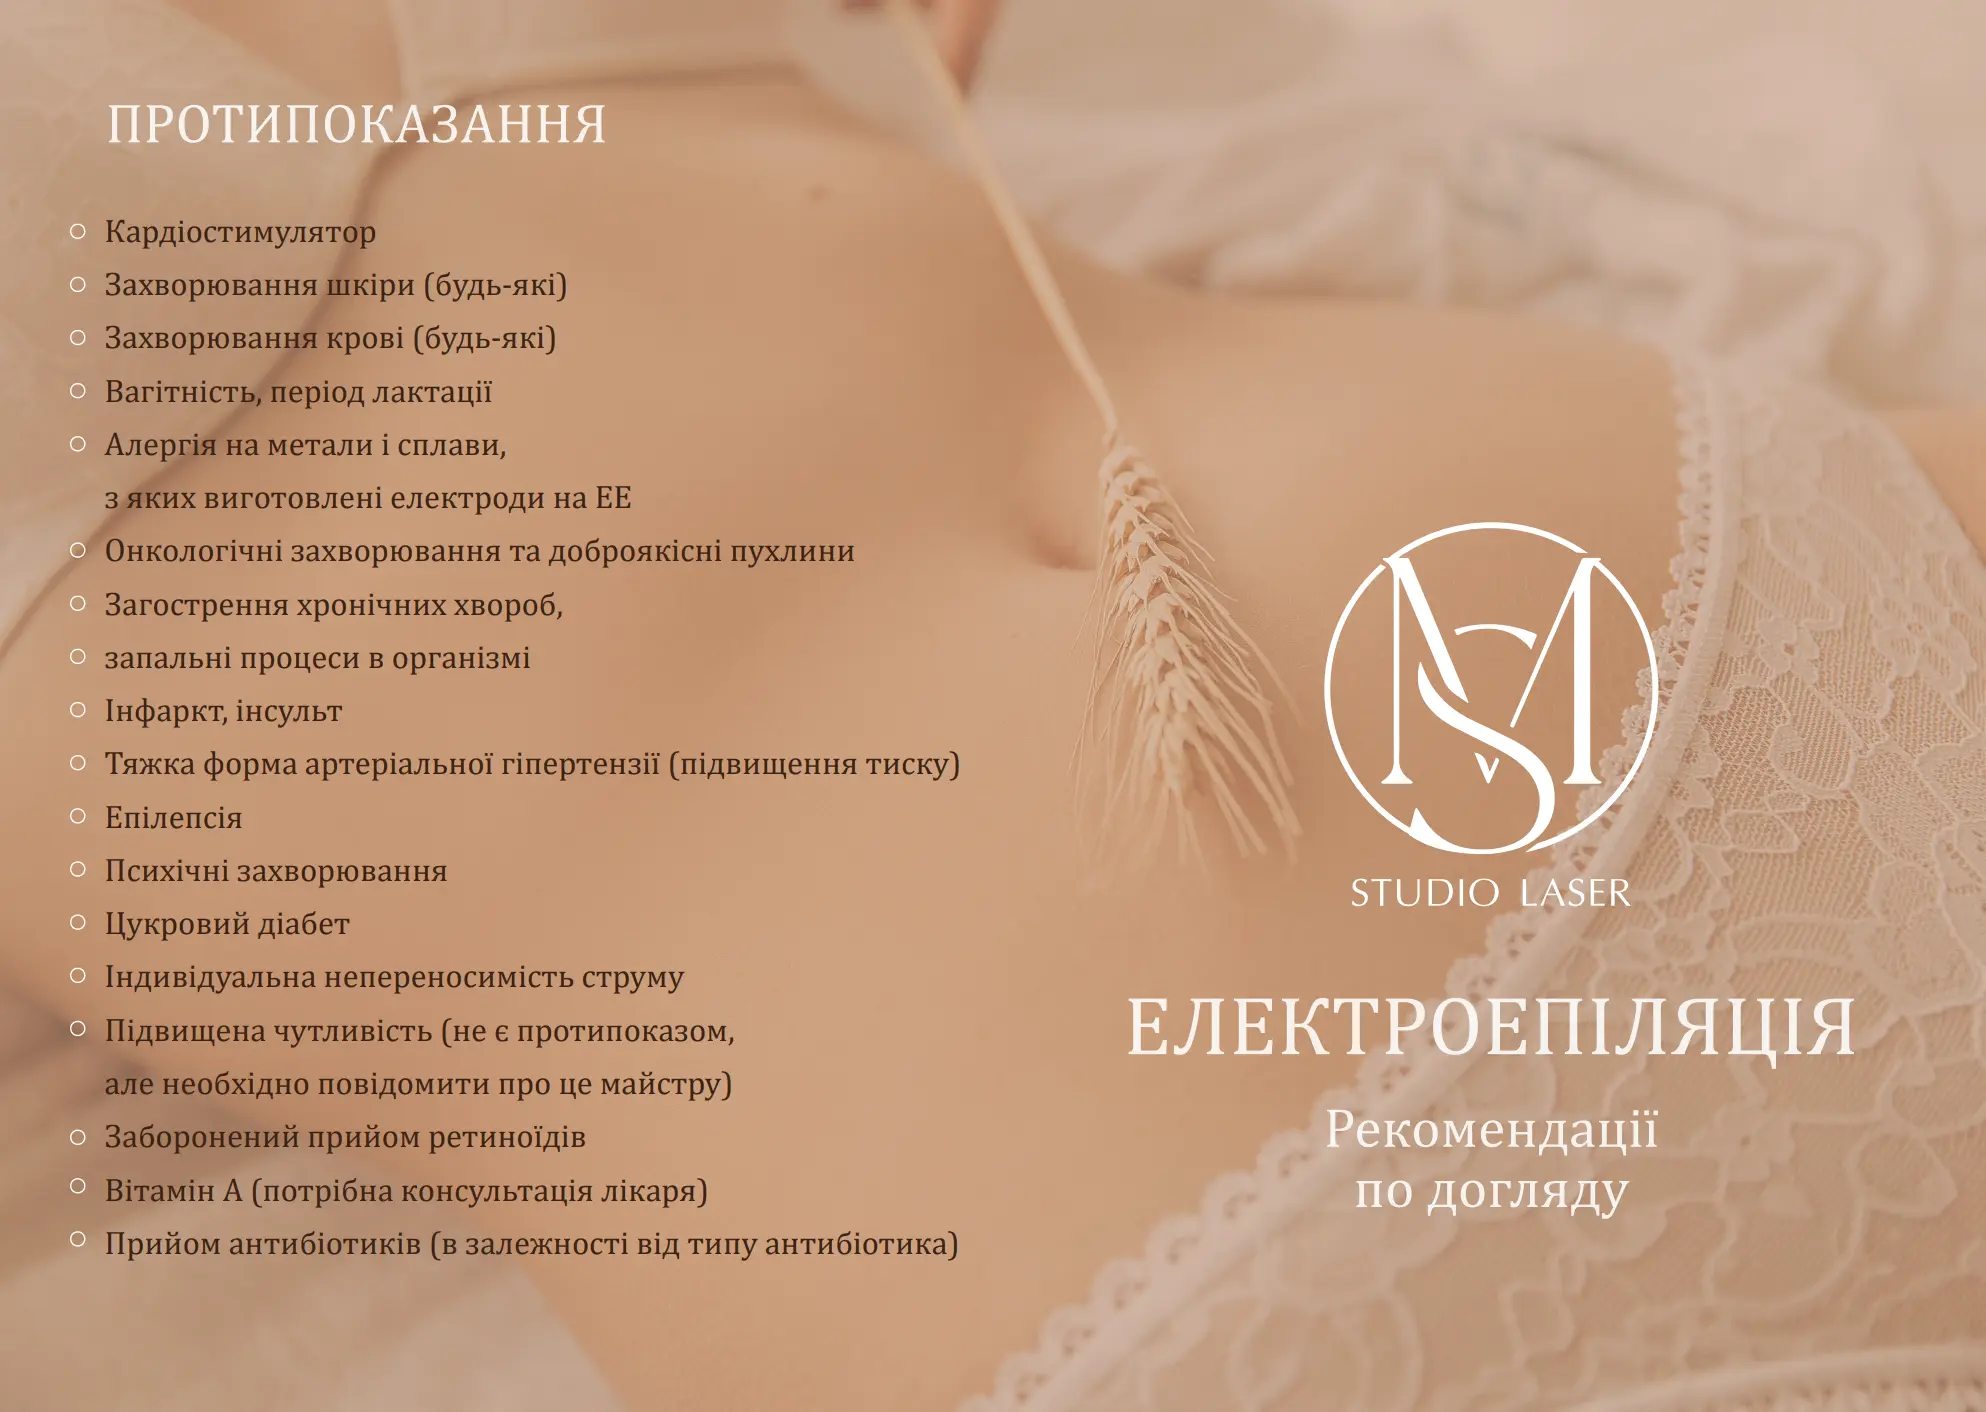 ПРОТИПОКАЗАННЯ
Кардіостимулятор
Захворювання шкіри (будь-які)
Захворювання крові (будь-які)
Вагітність, період лактації
Алергія на метали і сплави,
з яких виготовлені електроди на ЕЕ
Онкологічні захворювання та доброякісні пухлини
Загострення хронічних хвороб,
запальні процеси в організмі
Інфаркт, інсульт
Тяжка форма артеріальної гіпертензії (підвищення тиску)
Епілепсія
Психічні захворювання
Цукровий діабет
Індивідуальна непереносимість струму
Підвищена чутливість (не є протипоказом,
але необхідно повідомити про це майстру)
Заборонений прийом ретиноїдів
Вітамін А (потрібна консультація лікаря)
Прийом антибіотиків (в залежності від типу антибіотика)
MS
STUDIO LASER
ЕЛЕКТРОЕПІЛЯЦІЯ
Рекомендації
по догляду